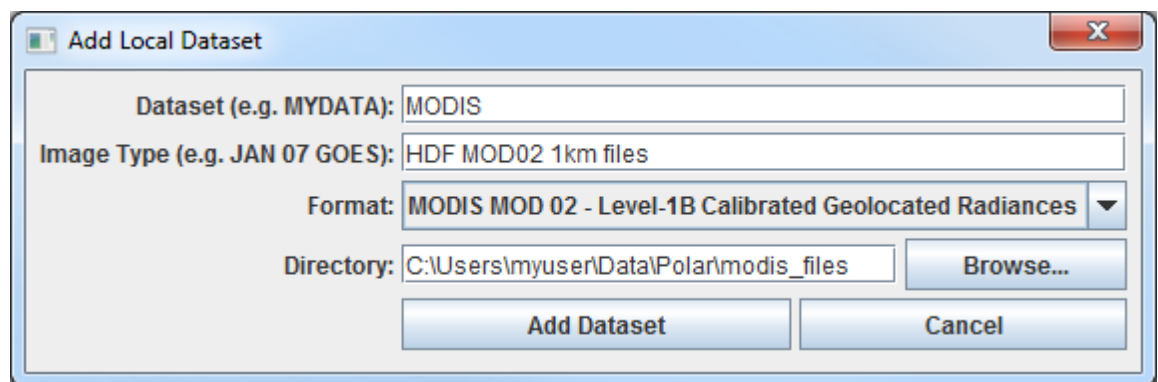 Add Local Dataset
Dataset (e.g. MYDATA): MODIS
Image Type (e.g. JAN 07 GOES): HDF MOD02 1km files
Format: MODIS MOD 02 - Level-1B Calibrated Geolocated Radiances
Directory: C:\Users\myuser\Data\Polar\modis_files Browse...
Add Dataset Cancel